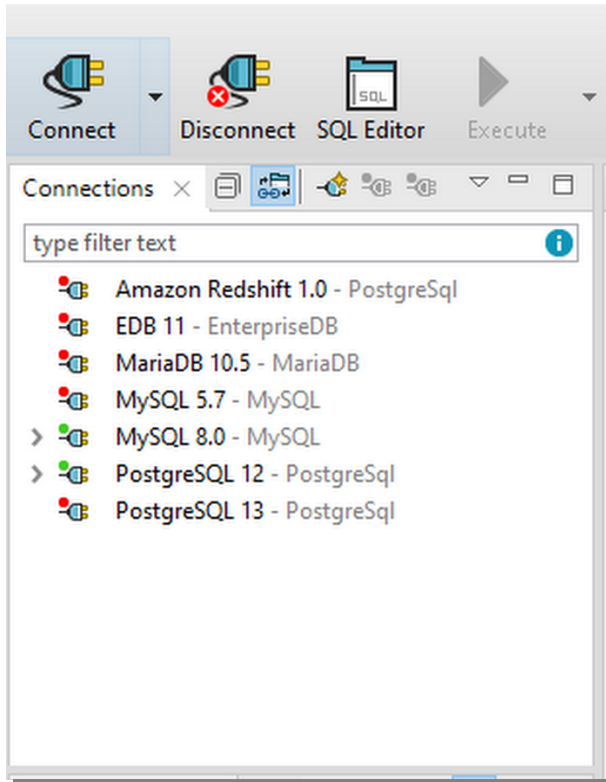 SQL
Connect Disconnect SQL Editor Execute
Connections
type filter text
Amazon Redshift 1.0 - PostgreSql
EDB 11 - EnterpriseDB
MariaDB 10.5 - MariaDB
MySQL 5.7 - MySQL
MySQL 8.0 - MySQL
PostgreSQL 12 - PostgreSql
PostgreSQL 13 - PostgreSql